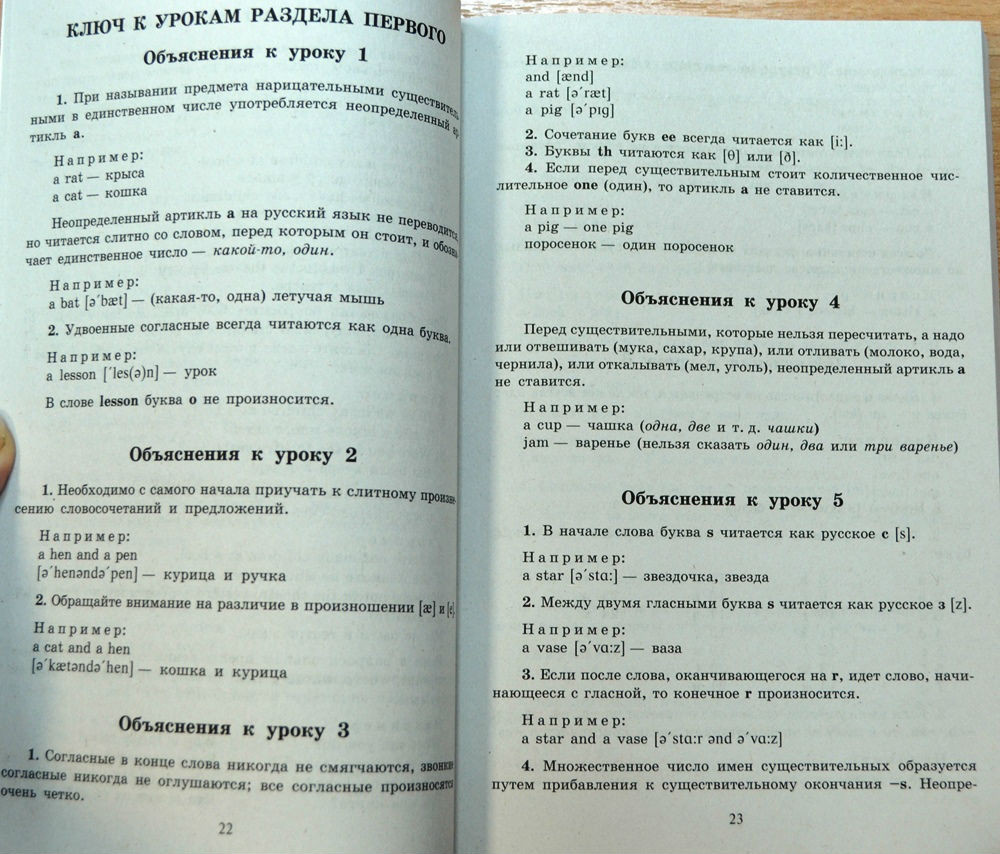 КЛЮЧ К УРОКАМ РАЗДЕЛА ПЕРВОГО
Объяснения к уроку 1
1. При назывании предмета нарицательными существитель-
ными в единственном числе употребляется неопределенный ар-
тикль a.
Например:
a rat — крыса
a cat — кошка
Неопределенный артикль a на русский язык не переводится,
но читается слитно со словом, перед которым он стоит, и обозна-
чает единственное число — какой-то, один.
Например:
a bat [ə′bæt] — (какая-то, одна) летучая мышь
2. Удвоенные согласные всегда читаются как одна буква.
Например:
a lesson [′les(ə)n] — урок
В слове lesson буква o не произносится.
Объяснения к уроку 2
1. Необходимо с самого начала приучать к слитному произне-
сению словосочетаний и предложений.
Например:
a hen and a pen
[ə′henəndə′pen] — курица и ручка
2. Обращайте внимание на различие в произношении [æ] и [e].
Например:
a cat and a hen
[ə′kætəndə′hen] — кошка и курица
Объяснения к уроку 3
1. Согласные в конце слова никогда не смягчаются, звонкие
согласные никогда не оглушаются; все согласные произносятся
очень четко.
22
Например:
and [ænd]
a rat [ə′ræt]
a pig [ə′pıg]
2. Сочетание букв ee всегда читается как [i:].
3. Буквы th читаются как [θ] или [ð].
4. Если перед существительным стоит количественное чис-
лительное one (один), то артикль a не ставится.
Например:
a pig — one pig
поросенок — один поросенок
Объяснения к уроку 4
Перед существительными, которые нельзя пересчитать, а надо
или отвешивать (мука, сахар, крупа), или отливать (молоко, вода,
чернила), или откалывать (мел, уголь), неопределенный артикль a
не ставится.
Например:
a cup — чашка (одна, две и т. д. чашки)
jam — варенье (нельзя сказать один, два или три варенье)
Объяснения к уроку 5
1. В начале слова буква s читается как русское с [s].
Например:
a star [ə′stɑ:] — звездочка, звезда
2. Между двумя гласными буква s читается как русское з [z].
Например:
a vase [ə′vɑ:z] — ваза
3. Если после слова, оканчивающегося на r, идет слово, начи-
нающееся с гласной, то конечное r произносится.
Например:
a star and a vase [ə′stɑ:r ənd ə′vɑ:z]
4. Множественное число имен существительных образуется
путем прибавления к существительному окончания –s. Неопре-
23